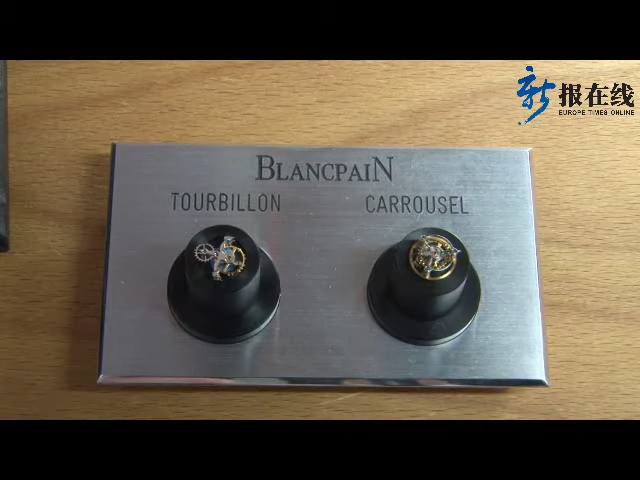 新报在线
EUROPE TIMES ONLINE
BLANCPAIN
TOURBILLON CARROUSEL